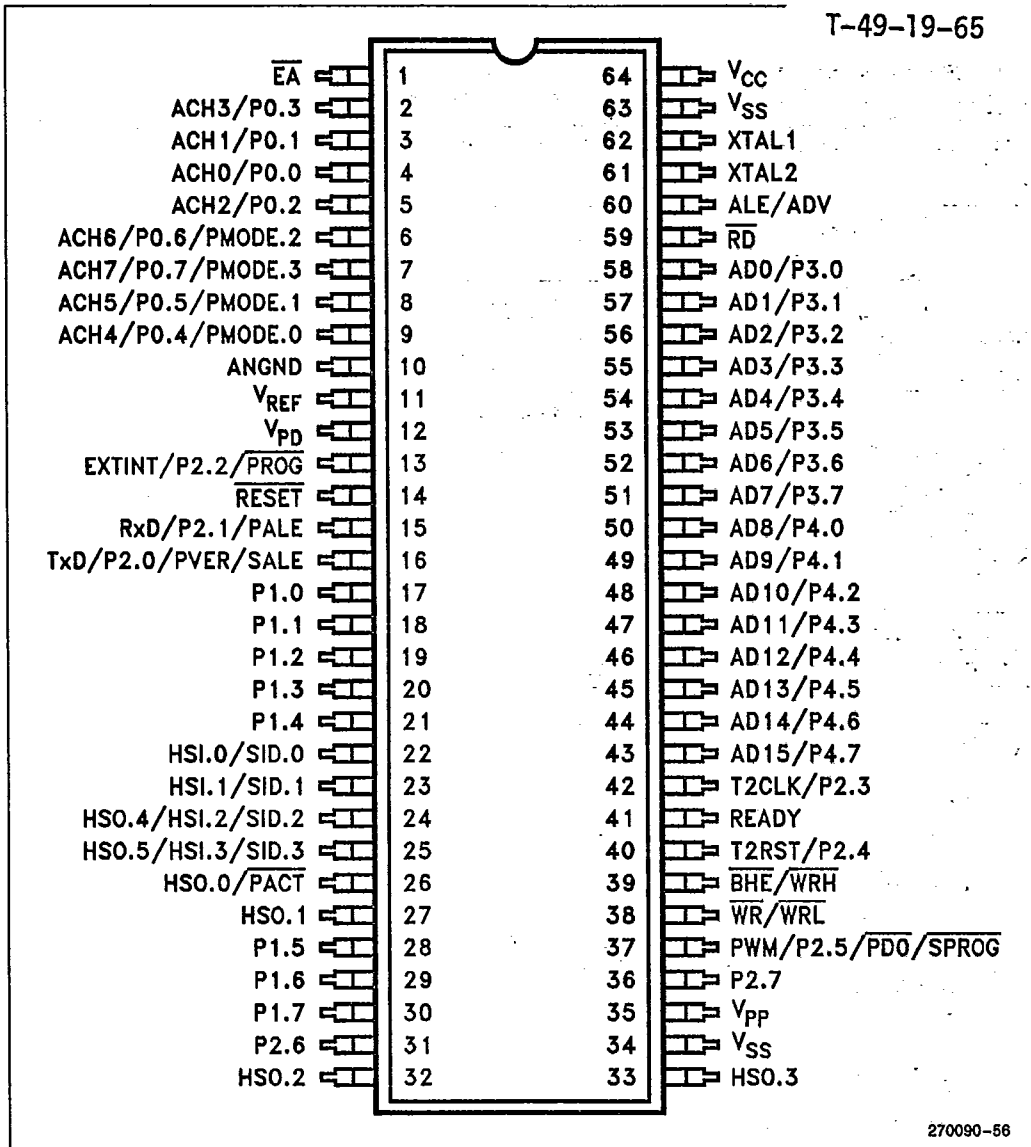 T-49-19-65
E̅A̅ 1 64 VCC
ACH3/P0.3 2 63 VSS
ACH1/P0.1 3 62 XTAL1
ACH0/P0.0 4 61 XTAL2
ACH2/P0.2 5 60 ALE/ADV
ACH6/P0.6/PMODE.2 6 59 R̅D̅
ACH7/P0.7/PMODE.3 7 58 AD0/P3.0
ACH5/P0.5/PMODE.1 8 57 AD1/P3.1
ACH4/P0.4/PMODE.0 9 56 AD2/P3.2
ANGND 10 55 AD3/P3.3
VREF 11 54 AD4/P3.4
VPD 12 53 AD5/P3.5
EXTINT/P2.2/P̅R̅O̅G̅ 13 52 AD6/P3.6
R̅E̅S̅E̅T̅ 14 51 AD7/P3.7
RxD/P2.1/PALE 15 50 AD8/P4.0
TxD/P2.0/PVER/SALE 16 49 AD9/P4.1
P1.0 17 48 AD10/P4.2
P1.1 18 47 AD11/P4.3
P1.2 19 46 AD12/P4.4
P1.3 20 45 AD13/P4.5
P1.4 21 44 AD14/P4.6
HSI.0/SID.0 22 43 AD15/P4.7
HSI.1/SID.1 23 42 T2CLK/P2.3
HSO.4/HSI.2/SID.2 24 41 READY
HSO.5/HSI.3/SID.3 25 40 T2RST/P2.4
HSO.0/P̅A̅C̅T̅ 26 39 B̅H̅E̅/W̅R̅H̅
HSO.1 27 38 W̅R̅/W̅R̅L̅
P1.5 28 37 PWM/P2.5/P̅D̅O̅/S̅P̅R̅O̅G̅
P1.6 29 36 P2.7
P1.7 30 35 VPP
P2.6 31 34 VSS
HSO.2 32 33 HSO.3
270090-56